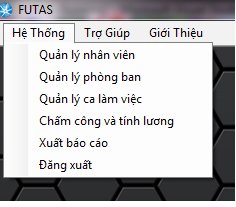 FUTAS
Hệ Thống Trợ Giúp Giới Thiệu
Quản lý nhân viên
Quản lý phòng ban
Quản lý ca làm việc
Chấm công và tính lương
Xuất báo cáo
Đăng xuất